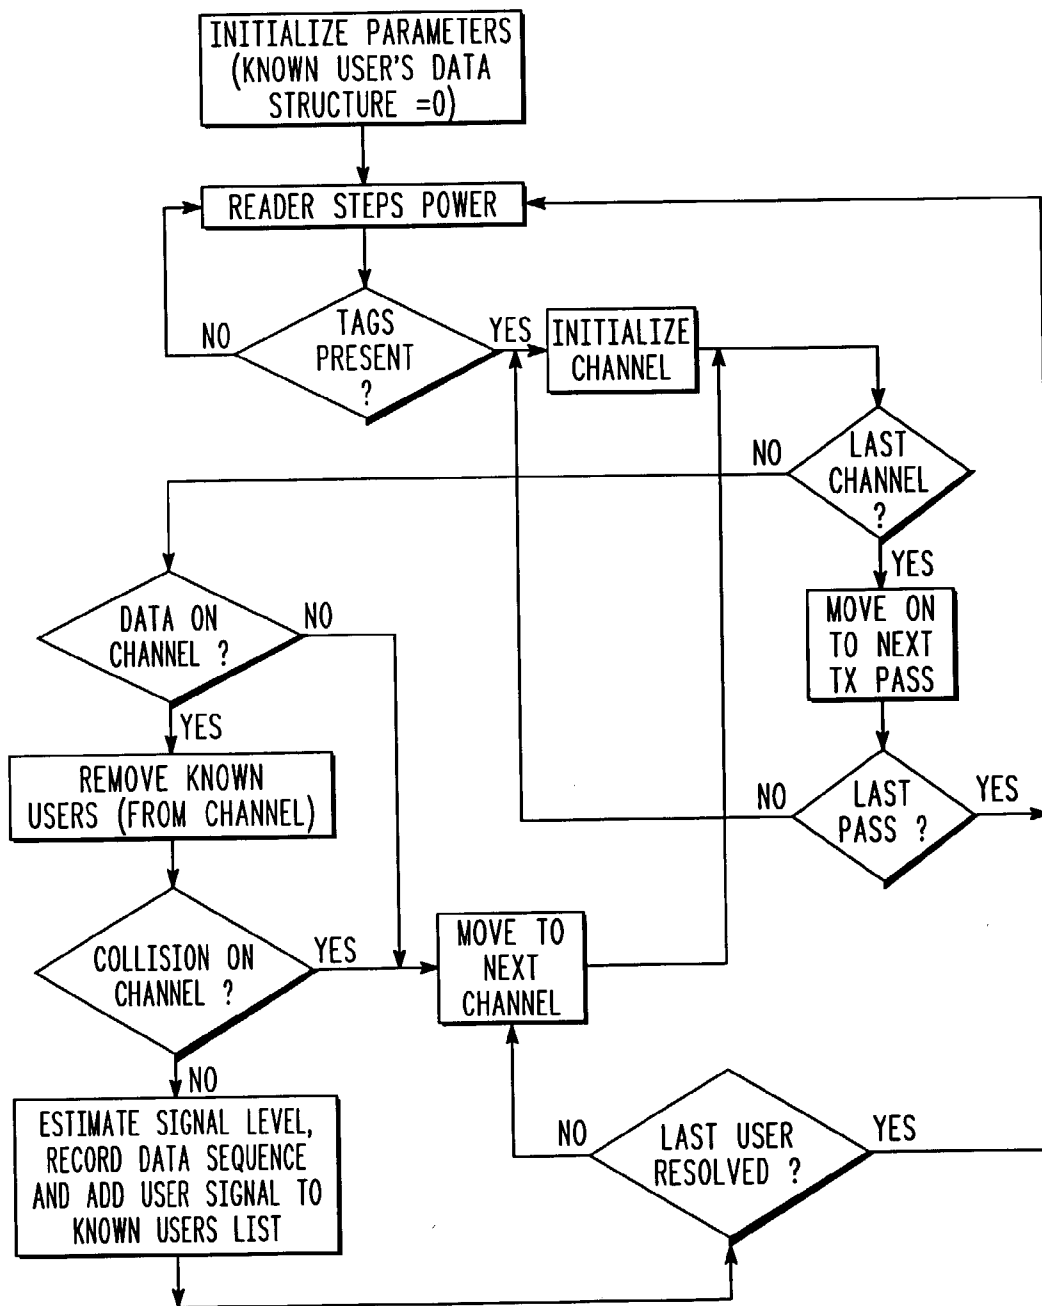 INITIALIZE PARAMETERS
(KNOWN USER'S DATA
STRUCTURE =0)
READER STEPS POWER
NO
TAGS
PRESENT
?
YES
INITIALIZE
CHANNEL
NO
LAST
CHANNEL
?
YES
MOVE ON
TO NEXT
TX PASS
NO
LAST
PASS ?
YES
DATA ON
CHANNEL ?
NO
YES
REMOVE KNOWN
USERS (FROM CHANNEL)
COLLISION ON
CHANNEL ?
YES
MOVE TO
NEXT
CHANNEL
NO
ESTIMATE SIGNAL LEVEL,
RECORD DATA SEQUENCE
AND ADD USER SIGNAL TO
KNOWN USERS LIST
NO
LAST USER
RESOLVED ?
YES